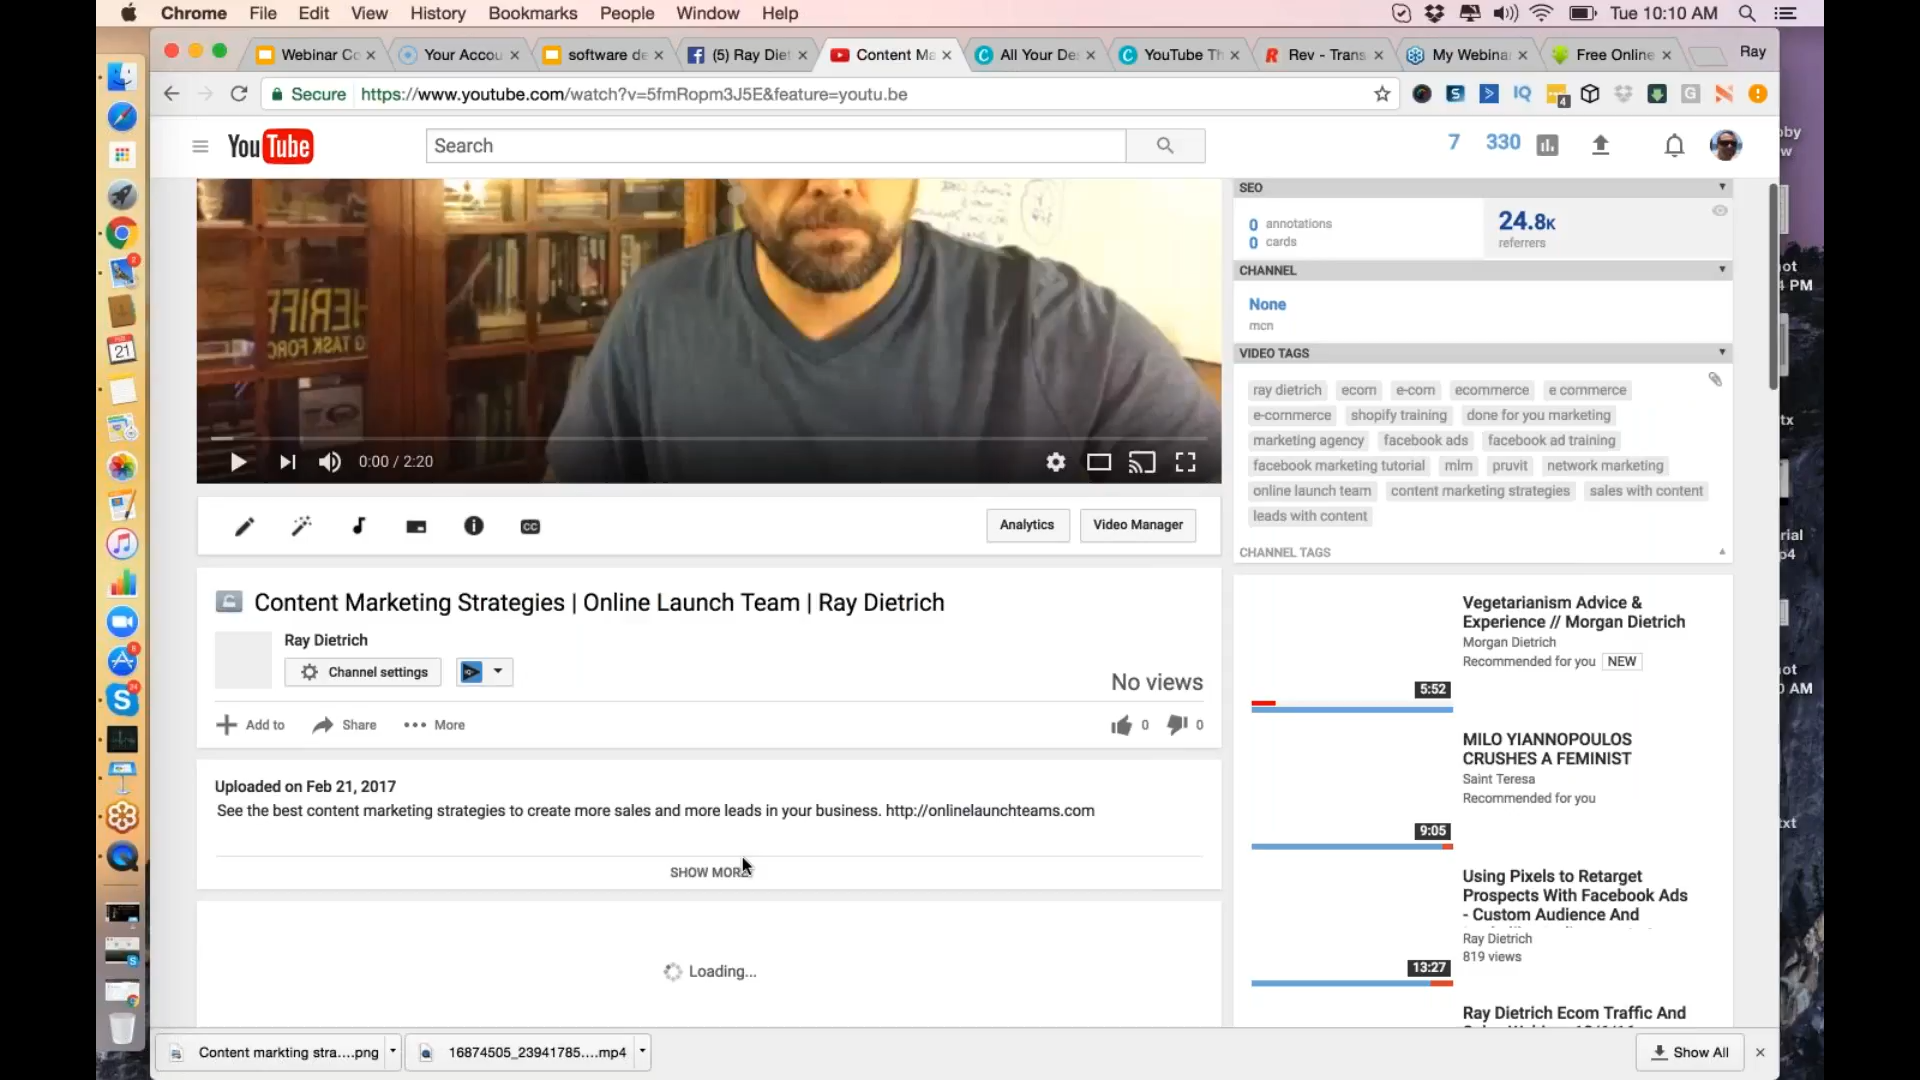 Chrome File Edit View History Bookmarks People Window Help Tue 10:10 AM
Webinar Co Your Accou software de (5) Ray Diet Content Ma All Your De YouTube Th Rev - Trans My Webina Free Online Ray
Secure https://www.youtube.com/watch?v=5fmRopm3J5E&feature=youtu.be
YouTube Search 7 330
SEO
0 annotations
0 cards
24.8K
referrers
CHANNEL
None
mcn
VIDEO TAGS
ray dietrich ecom e-com ecommerce e commerce
e-commerce shopify training done for you marketing
marketing agency facebook ads facebook ad training
facebook marketing tutorial mlm pruvit network marketing
online launch team content marketing strategies sales with content
leads with content
CHANNEL TAGS
0:00 / 2:20
Analytics Video Manager
Content Marketing Strategies | Online Launch Team | Ray Dietrich
Ray Dietrich
Channel settings
No views
Add to Share More 0 0
Uploaded on Feb 21, 2017
See the best content marketing strategies to create more sales and more leads in your business. http://onlinelaunchteams.com
SHOW MORE
Loading...
Vegetarianism Advice &
Experience // Morgan Dietrich
Morgan Dietrich
Recommended for you NEW
5:52
MILO YIANNOPOULOS
CRUSHES A FEMINIST
Saint Teresa
Recommended for you
9:05
Using Pixels to Retarget
Prospects With Facebook Ads
- Custom Audience And
Ray Dietrich
819 views
13:27
Ray Dietrich Ecom Traffic And
Content markting stra....png 16874505_23941785....mp4 Show All